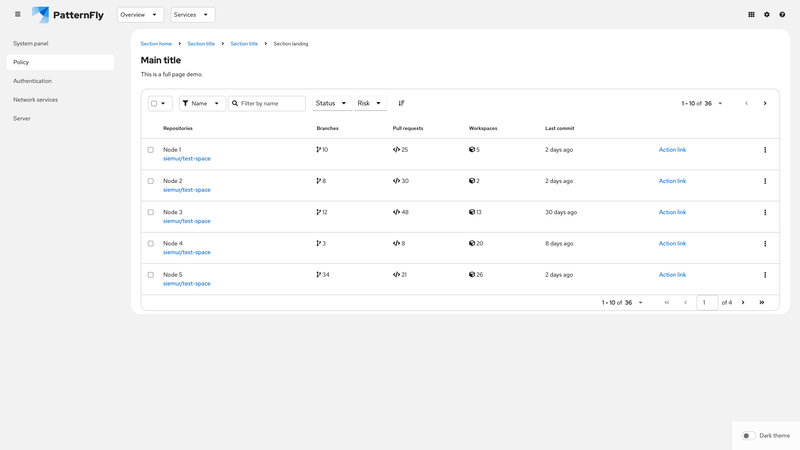 PatternFly
Overview
Services
System panel
Policy
Authentication
Network services
Server
Section home
Section title
Section title
Section landing
Main title
This is a full page demo.
Name
Filter by name
Status
Risk
1 - 10 of 36
Repositories Branches Pull requests Workspaces Last commit
Node 1 10 25 5 2 days ago Action link
siemur/test-space
Node 2 8 30 2 2 days ago Action link
siemur/test-space
Node 3 12 48 13 30 days ago Action link
siemur/test-space
Node 4 3 8 20 8 days ago Action link
siemur/test-space
Node 5 34 21 26 2 days ago Action link
siemur/test-space
1 - 10 of 36 1 of 4
Dark theme